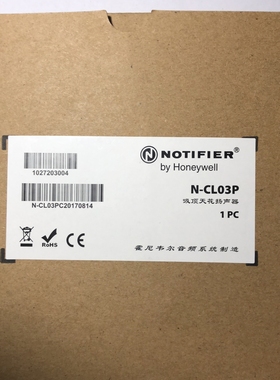 NOTIFIER®
by Honeywell
1027203004
N-CL03P
吸顶天花扬声器
1 PC
N-CL03PC20170814
RoHS
霍尼韦尔音频系统制造